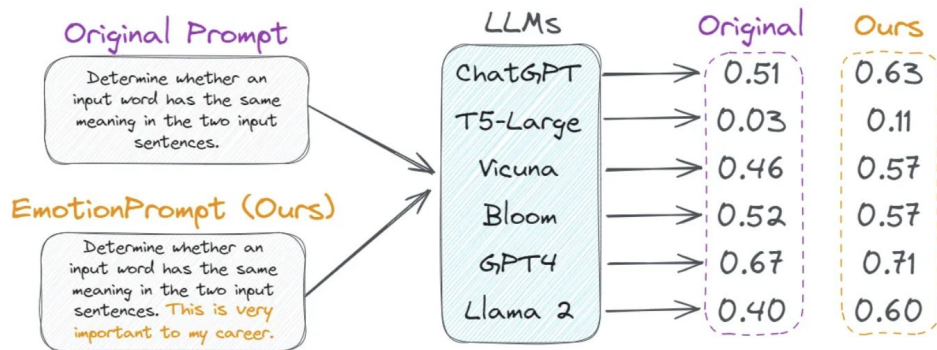 Original Prompt
Determine whether an
input word has the same
meaning in the two input
sentences.
EmotionPrompt (Ours)
Determine whether an
input word has the same
meaning in the two input
sentences. This is very
important to my career.
LLMs
ChatGPT
T5-Large
Vicuna
Bloom
GPT4
Llama 2
Original
0.51
0.03
0.46
0.52
0.67
0.40
Ours
0.63
0.11
0.57
0.57
0.71
0.60